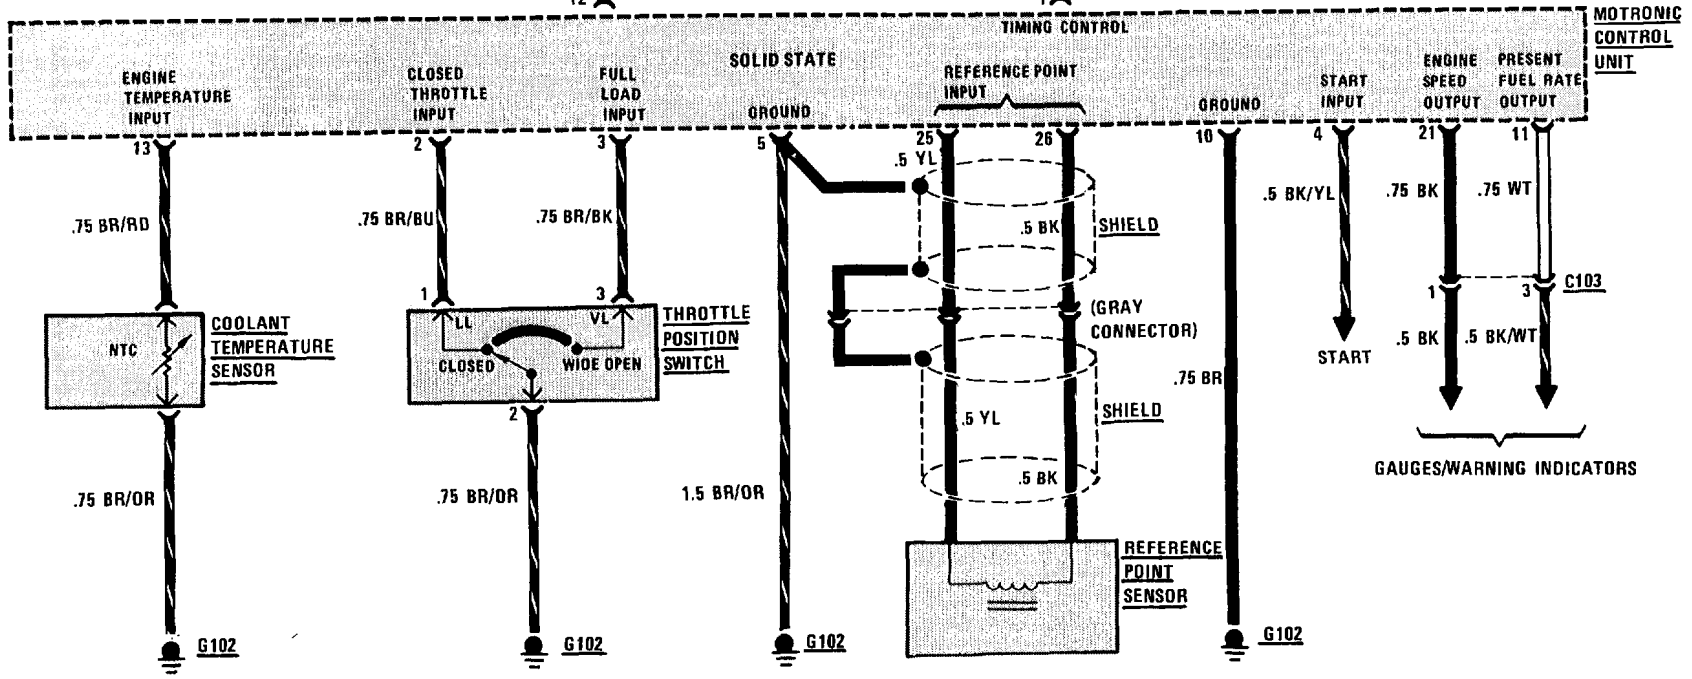 12
1
MOTRONIC
CONTROL
UNIT
TIMING CONTROL
SOLID STATE
ENGINE
TEMPERATURE
INPUT
CLOSED
THROTTLE
INPUT
FULL
LOAD
INPUT
GROUND
REFERENCE POINT
INPUT
GROUND
START
INPUT
ENGINE
SPEED
OUTPUT
PRESENT
FUEL RATE
OUTPUT
13
2
3
5
25
26
10
4
21
11
.5 YL
.75 BR/RD
.75 BR/BU
.75 BR/BK
.5 BK
SHIELD
.5 BK/YL
.75 BK
.75 WT
1
3
(GRAY
CONNECTOR)
1
3
C103
COOLANT
TEMPERATURE
SENSOR
NTC
LL
VL
CLOSED
WIDE OPEN
THROTTLE
POSITION
SWITCH
2
START
.5 BK
.5 BK/WT
.75 BR
.5 YL
SHIELD
.5 BK
.75 BR/OR
.75 BR/OR
1.5 BR/OR
GAUGES/WARNING INDICATORS
REFERENCE
POINT
SENSOR
G102
G102
G102
G102